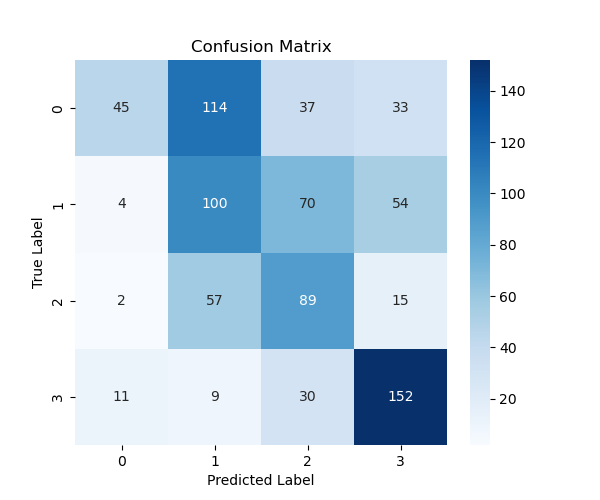 Confusion Matrix
True Label
0 45 114 37 33
1 4 100 70 54
2 2 57 89 15
3 11 9 30 152
0 1 2 3
Predicted Label
140
120
100
80
60
40
20